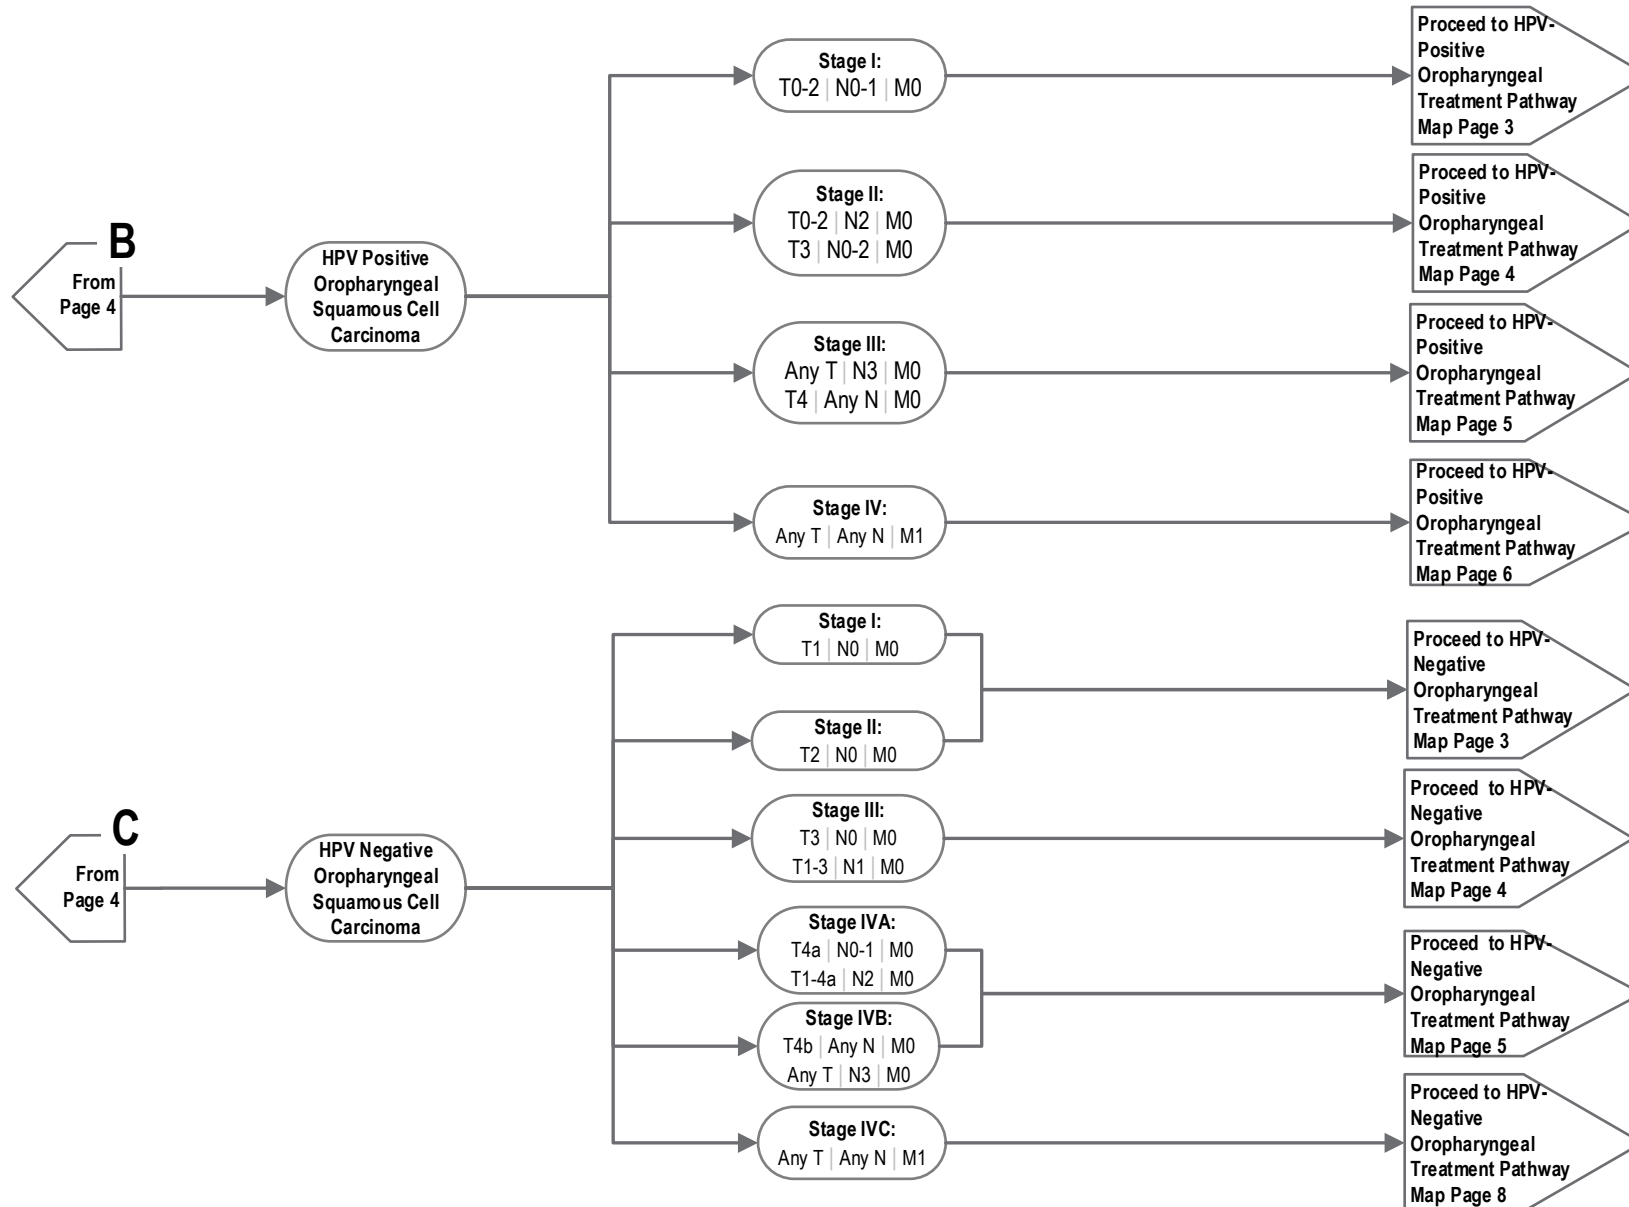 B
From
Page 4
HPV Positive
Oropharyngeal
Squamous Cell
Carcinoma
Stage I:
T0-2 | N0-1 | M0
Proceed to HPV-
Positive
Oropharyngeal
Treatment Pathway
Map Page 3
Stage II:
T0-2 | N2 | M0
T3 | N0-2 | M0
Proceed to HPV-
Positive
Oropharyngeal
Treatment Pathway
Map Page 4
Stage III:
Any T | N3 | M0
T4 | Any N | M0
Proceed to HPV-
Positive
Oropharyngeal
Treatment Pathway
Map Page 5
Stage IV:
Any T | Any N | M1
Proceed to HPV-
Positive
Oropharyngeal
Treatment Pathway
Map Page 6
C
From
Page 4
HPV Negative
Oropharyngeal
Squamous Cell
Carcinoma
Stage I:
T1 | N0 | M0
Stage II:
T2 | N0 | M0
Proceed to HPV-
Negative
Oropharyngeal
Treatment Pathway
Map Page 3
Stage III:
T3 | N0 | M0
T1-3 | N1 | M0
Proceed to HPV-
Negative
Oropharyngeal
Treatment Pathway
Map Page 4
Stage IVA:
T4a | N0-1 | M0
T1-4a | N2 | M0
Stage IVB:
T4b | Any N | M0
Any T | N3 | M0
Proceed to HPV-
Negative
Oropharyngeal
Treatment Pathway
Map Page 5
Stage IVC:
Any T | Any N | M1
Proceed to HPV-
Negative
Oropharyngeal
Treatment Pathway
Map Page 8